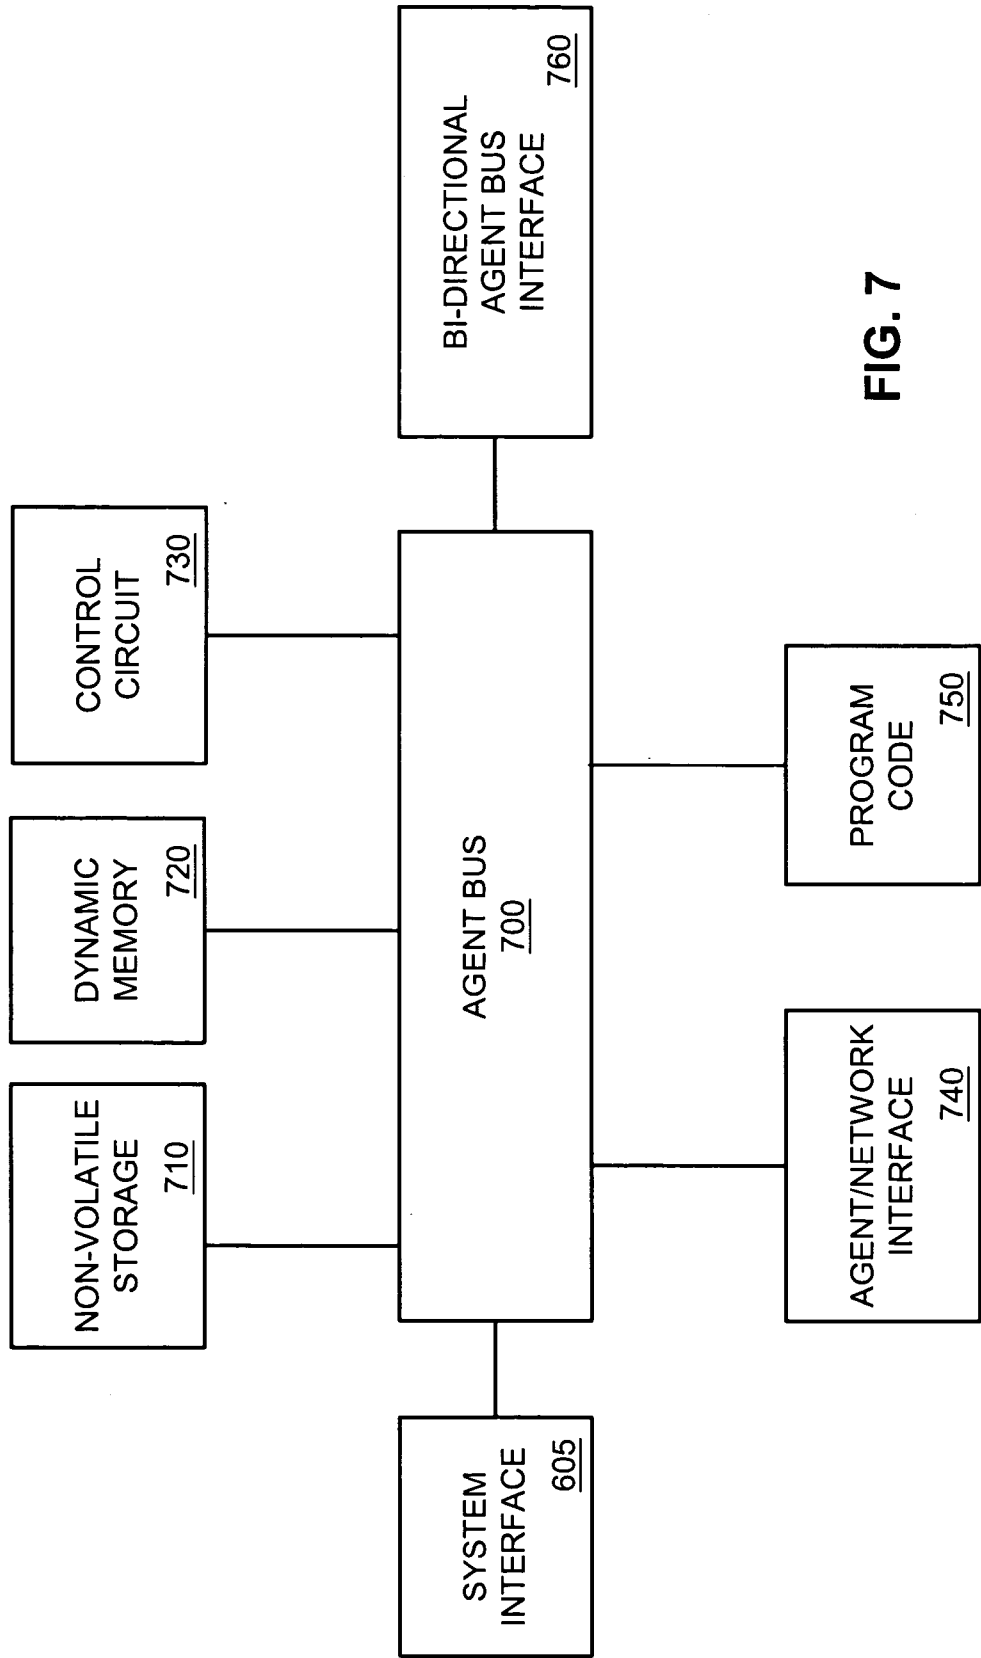 NON-VOLATILE
STORAGE
710
DYNAMIC
MEMORY
720
CONTROL
CIRCUIT
730
SYSTEM
INTERFACE
605
AGENT BUS
700
BI-DIRECTIONAL
AGENT BUS
INTERFACE
760
AGENT/NETWORK
INTERFACE
740
PROGRAM
CODE
750
FIG. 7